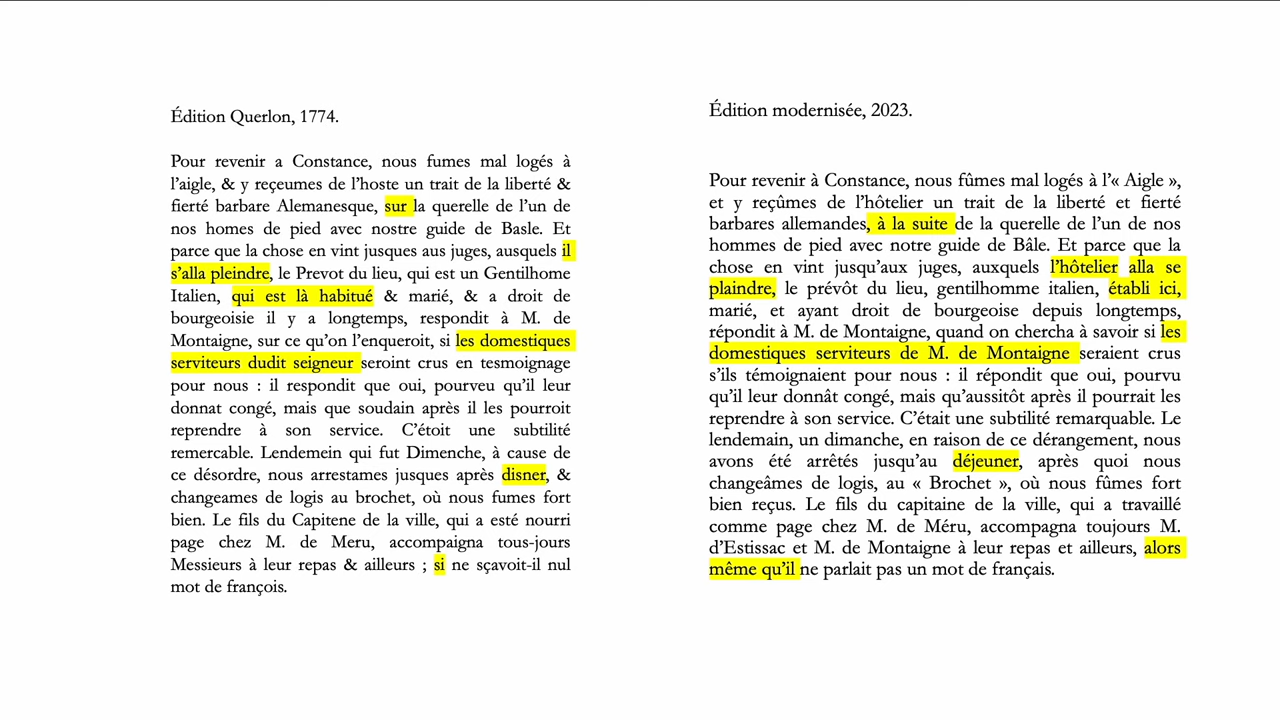 Édition Querlon, 1774.
Pour revenir a Constance, nous fumes mal logés à
l’aigle, & y reçeumes de l’hoste un trait de la liberté &
fierté barbare Alemanesque, sur la querelle de l’un de
nos homes de pied avec nostre guide de Basle. Et
parce que la chose en vint jusques aus juges, ausquels il
s’alla pleindre, le Prevot du lieu, qui est un Gentilhome
Italien, qui est là habitué & marié, & a droit de
bourgeoisie il y a longtemps, respondit à M. de
Montaigne, sur ce qu’on l’enqueroit, si les domestiques
serviteurs dudit seigneur seroint crus en tesmoignage
pour nous : il respondit que oui, pourveu qu’il leur
donnat congé, mais que soudain après il les pourroit
reprendre à son service. C’étoit une subtilité
remercable. Lendemein qui fut Dimenche, à cause de
ce désordre, nous arrestames jusques après disner, &
changeames de logis au brochet, où nous fumes fort
bien. Le fils du Capitene de la ville, qui a esté nourri
page chez M. de Meru, accompaigna tous-jours
Messieurs à leur repas & ailleurs ; si ne sçavoit-il nul
mot de françois.
Édition modernisée, 2023.
Pour revenir à Constance, nous fûmes mal logés à l’« Aigle »,
et y reçûmes de l’hôtelier un trait de la liberté et fierté
barbares allemandes, à la suite de la querelle de l’un de nos
hommes de pied avec notre guide de Bâle. Et parce que la
chose en vint jusqu’aux juges, auxquels l’hôtelier alla se
plaindre, le prévôt du lieu, gentilhomme italien, établi ici,
marié, et ayant droit de bourgeoise depuis longtemps,
répondit à M. de Montaigne, quand on chercha à savoir si les
domestiques serviteurs de M. de Montaigne seraient crus
s’ils témoignaient pour nous : il répondit que oui, pourvu
qu’il leur donnât congé, mais qu’aussitôt après il pourrait les
reprendre à son service. C’était une subtilité remarquable. Le
lendemain, un dimanche, en raison de ce dérangement, nous
avons été arrêtés jusqu’au déjeuner, après quoi nous
changeâmes de logis, au « Brochet », où nous fûmes fort
bien reçus. Le fils du capitaine de la ville, qui a travaillé
comme page chez M. de Méru, accompagna toujours M.
d’Estissac et M. de Montaigne à leur repas et ailleurs, alors
même qu’il ne parlait pas un mot de français.